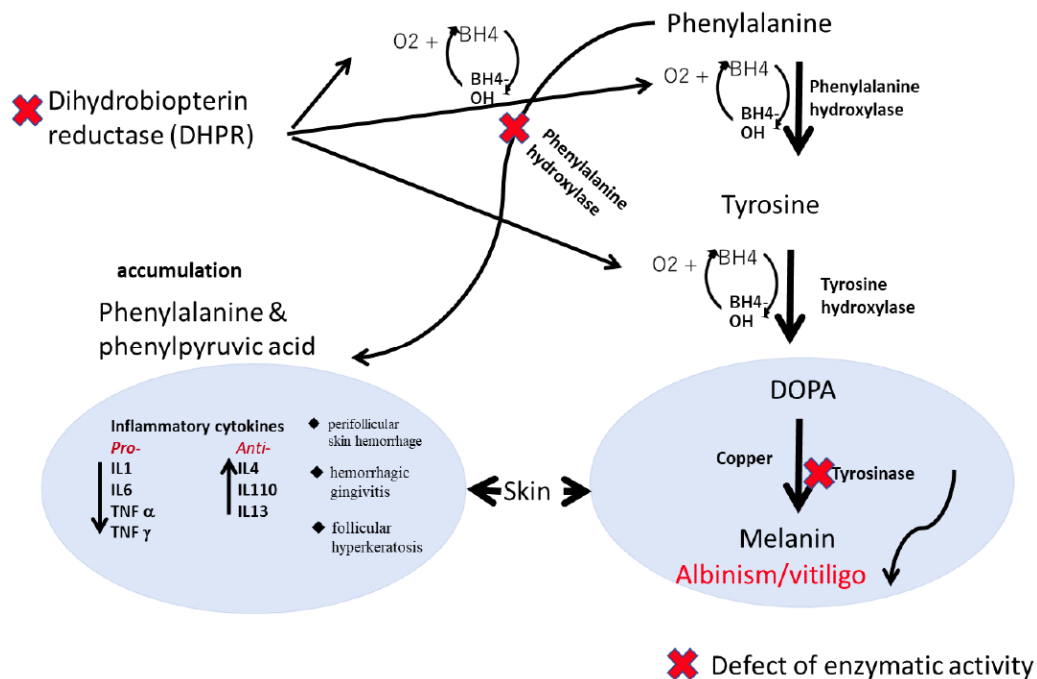 Phenylalanine
O2 + BH4
BH4-
OH
O2 + BH4
BH4-
OH
Phenylalanine
hydroxylase
Dihydrobiopterin
reductase (DHPR)
Phenylalanine
hydroxylase
Tyrosine
O2 + BH4
BH4-
OH
Tyrosine
hydroxylase
accumulation
Phenylalanine &
phenylpyruvic acid
Inflammatory cytokines
Pro-
IL1
IL6
TNF α
TNF γ
Anti-
IL4
IL110
IL13
◆ perifollicular
skin hemorrhage
◆ hemorrhagic
gingivitis
◆ follicular
hyperkeratosis
Skin
DOPA
Copper
Tyrosinase
Melanin
Albinism/vitiligo
Defect of enzymatic activity